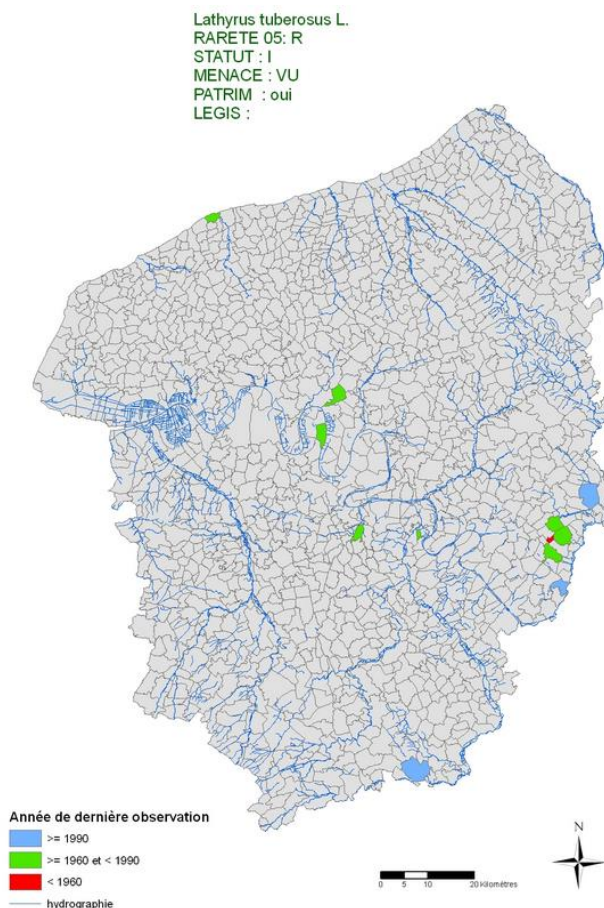 Lathyrus tuberosus L.
RARETE 05: R
STATUT : I
MENACE : VU
PATRIM : oui
LEGIS :
Année de dernière observation
>= 1990
>= 1960 et < 1990
< 1960
hydrographie
N
0 5 10 20 Kilomètres